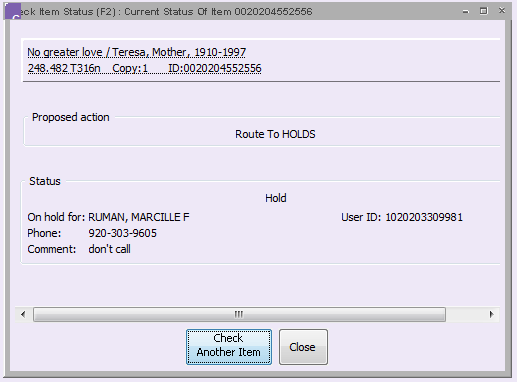 eck Item Status (F2) : Current Status Of Item 0020204552556
No greater love / Teresa, Mother, 1910-1997
248.482 T316n Copy:1 ID:0020204552556
Proposed action
Route To HOLDS
Status
Hold
On hold for: RUMAN, MARCILLE F User ID: 1020203309981
Phone: 920-303-9605
Comment: don't call
Check
Another Item
Close